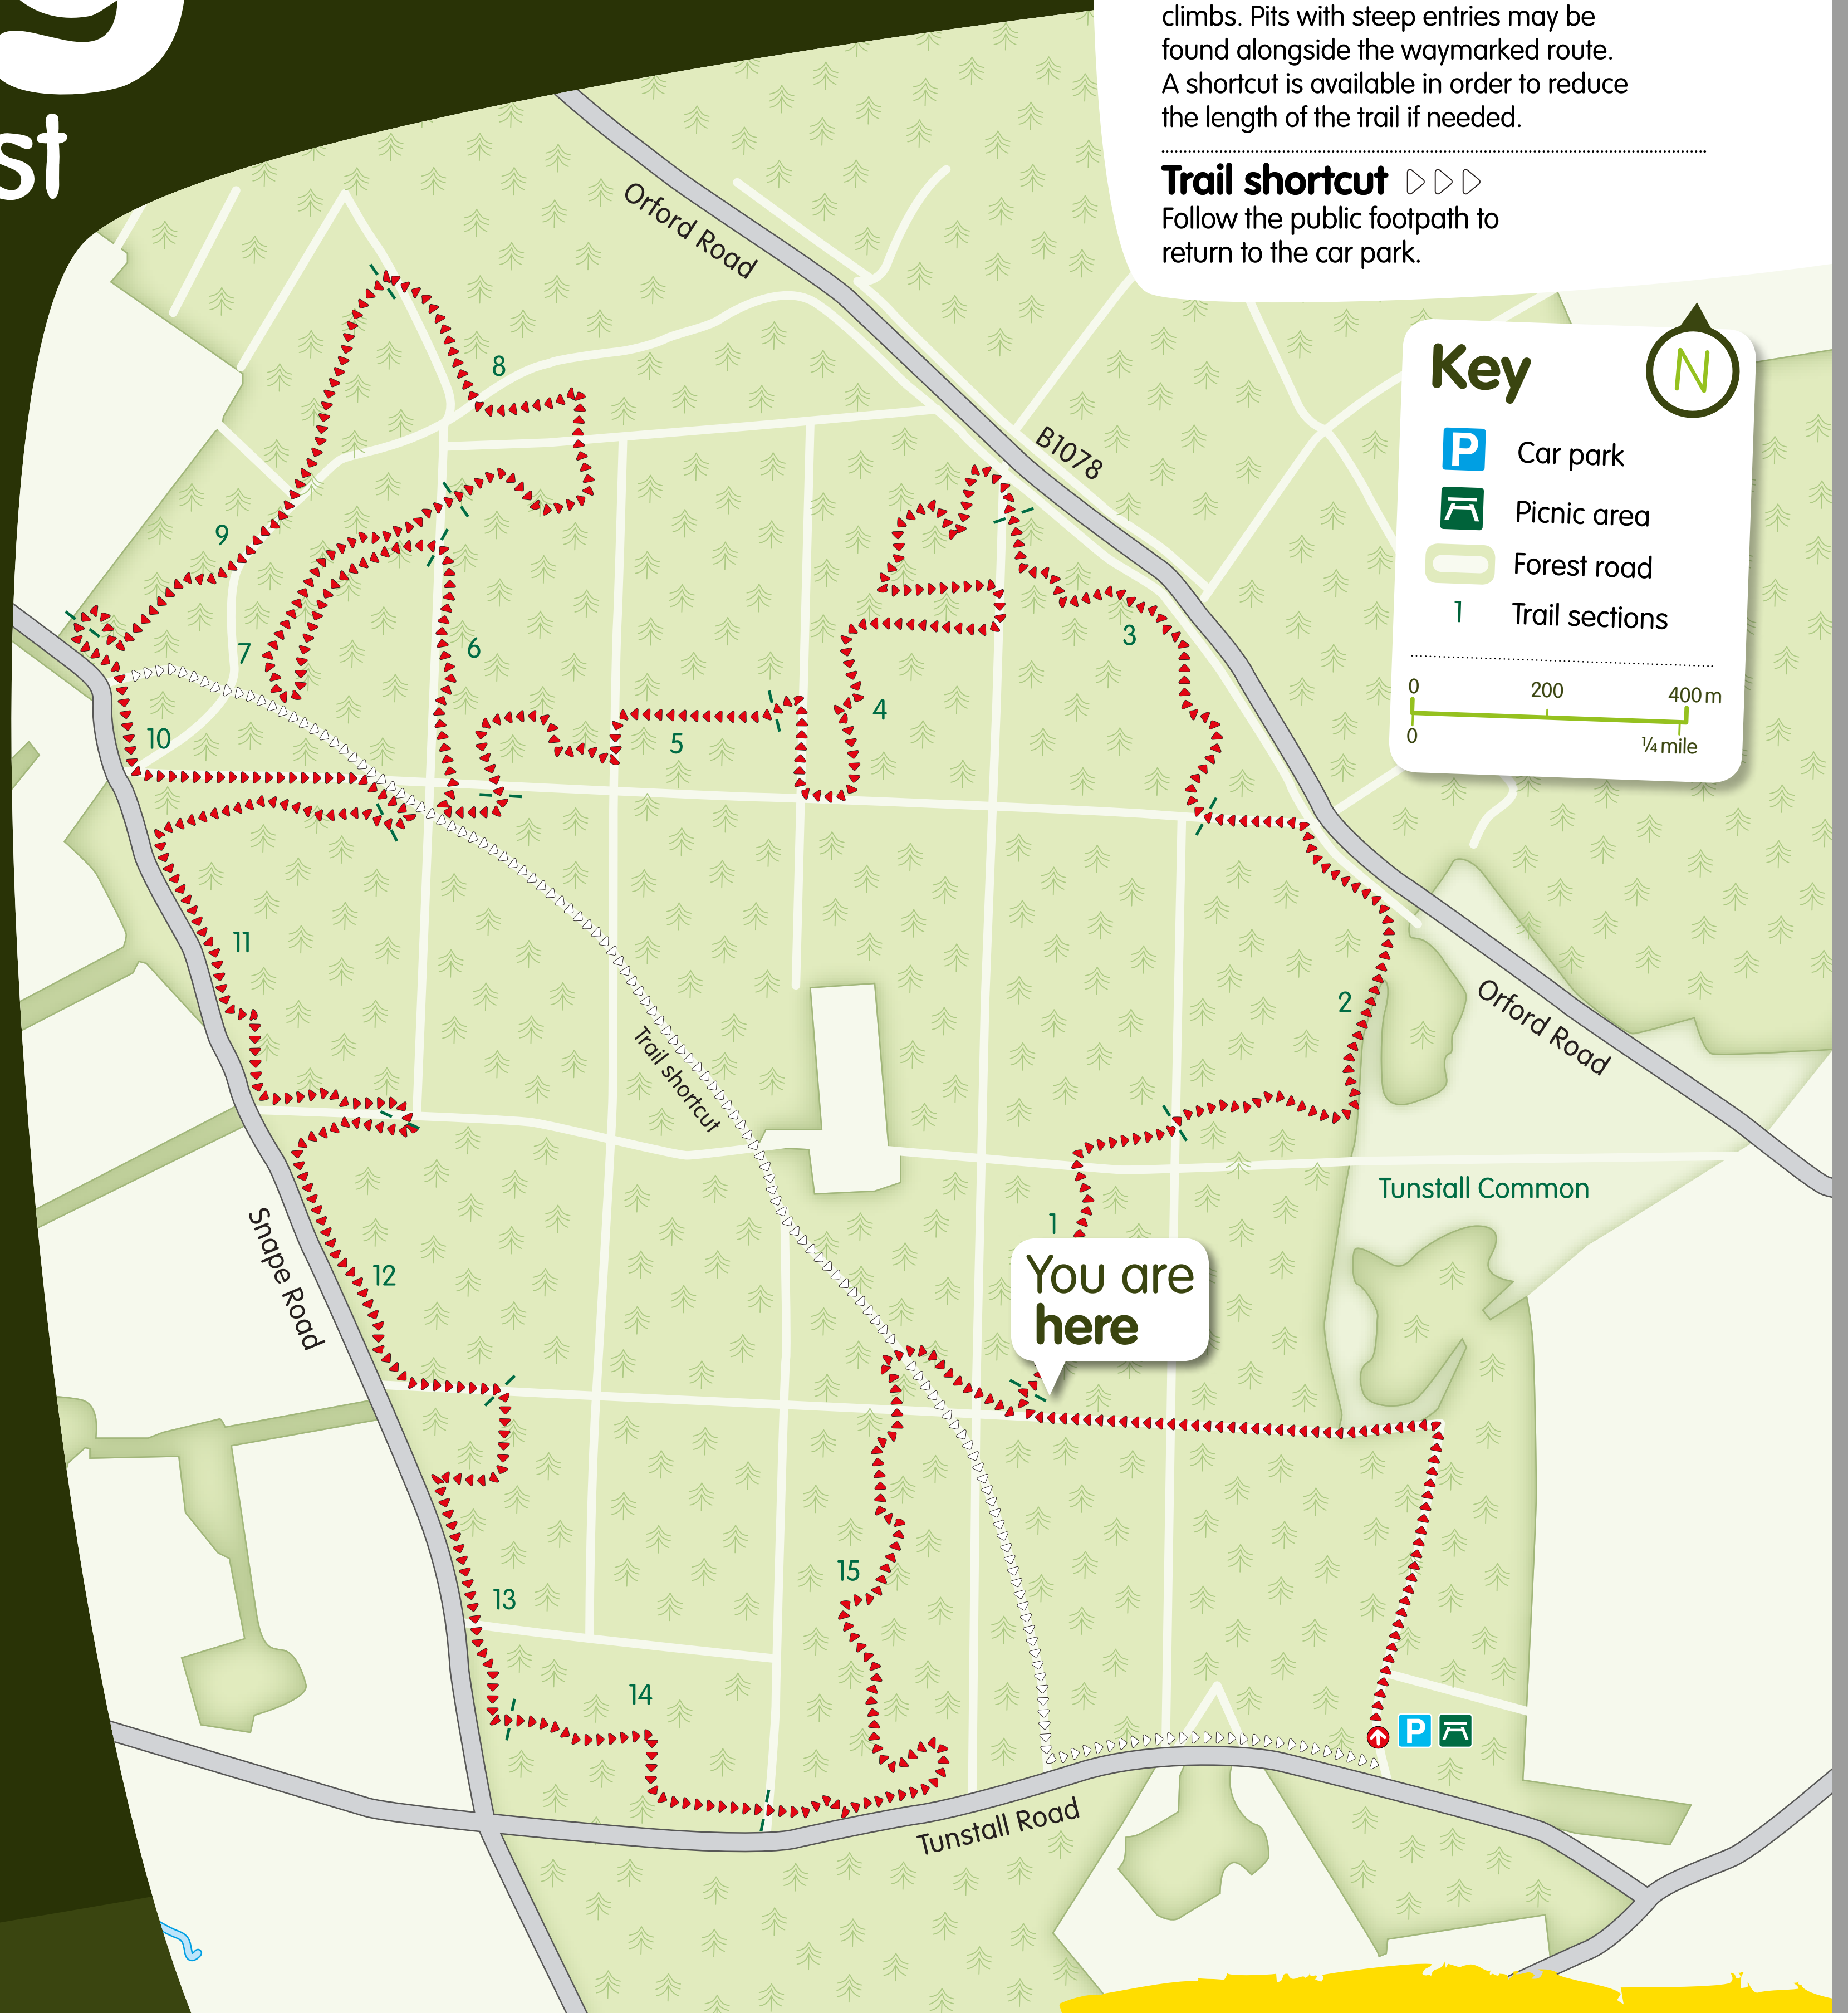 g
st
climbs. Pits with steep entries may be
found alongside the waymarked route.
A shortcut is available in order to reduce
the length of the trail if needed.
Trail shortcut
Follow the public footpath to
return to the car park.
Key
N
P Car park
Picnic area
Forest road
1 Trail sections
0 200 400 m
0 ¼ mile
Orford Road
B1078
8
9
7
6
3
4
5
10
11
2
Orford Road
Trail shortcut
Tunstall Common
1
You are
here
Snape Road
12
15
13
14
P
Tunstall Road